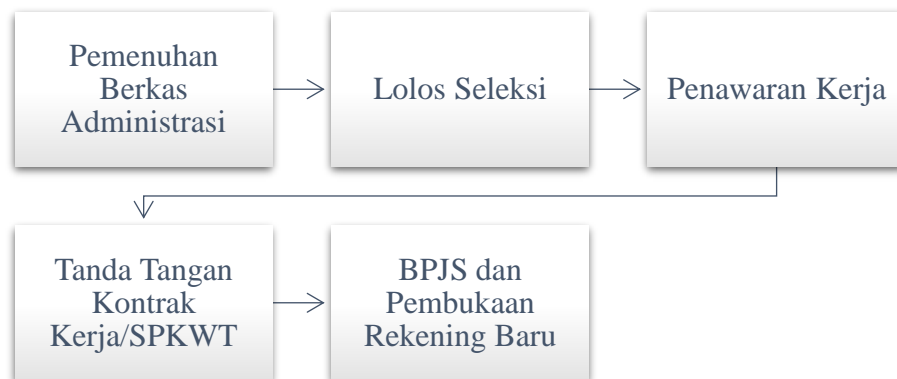 Pemenuhan
Berkas
Administrasi
Lolos Seleksi
Penawaran Kerja
Tanda Tangan
Kontrak
Kerja/SPKWT
BPJS dan
Pembukaan
Rekening Baru